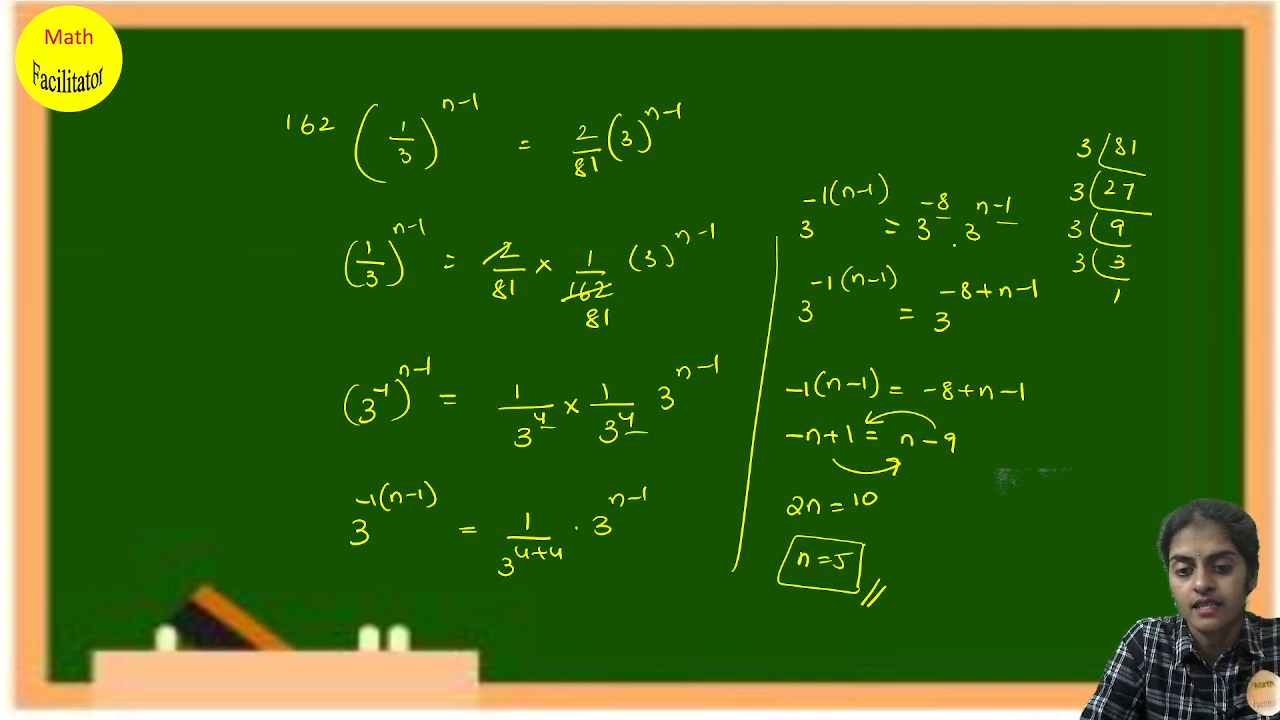 Math
Facilitator
162 (1/3)^(n-1) = 2/81 (3)^(n-1)
(1/3)^(n-1) = 2/81 × 1/162 (3)^(n-1)
81
(3^-1)^(n-1) = 1/3^4 × 1/3^4 3^(n-1)
3^(-1(n-1)) = 1/3^(4+4) · 3^(n-1)
3^(-1(n-1)) = 3^-8 . 3^(n-1)
3^(-1(n-1)) = 3^(-8+n-1)
-1(n-1) = -8+n-1
-n+1 = n-9
2n = 10
n = 5 //
3 81
3 27
3 9
3 3
1
Math